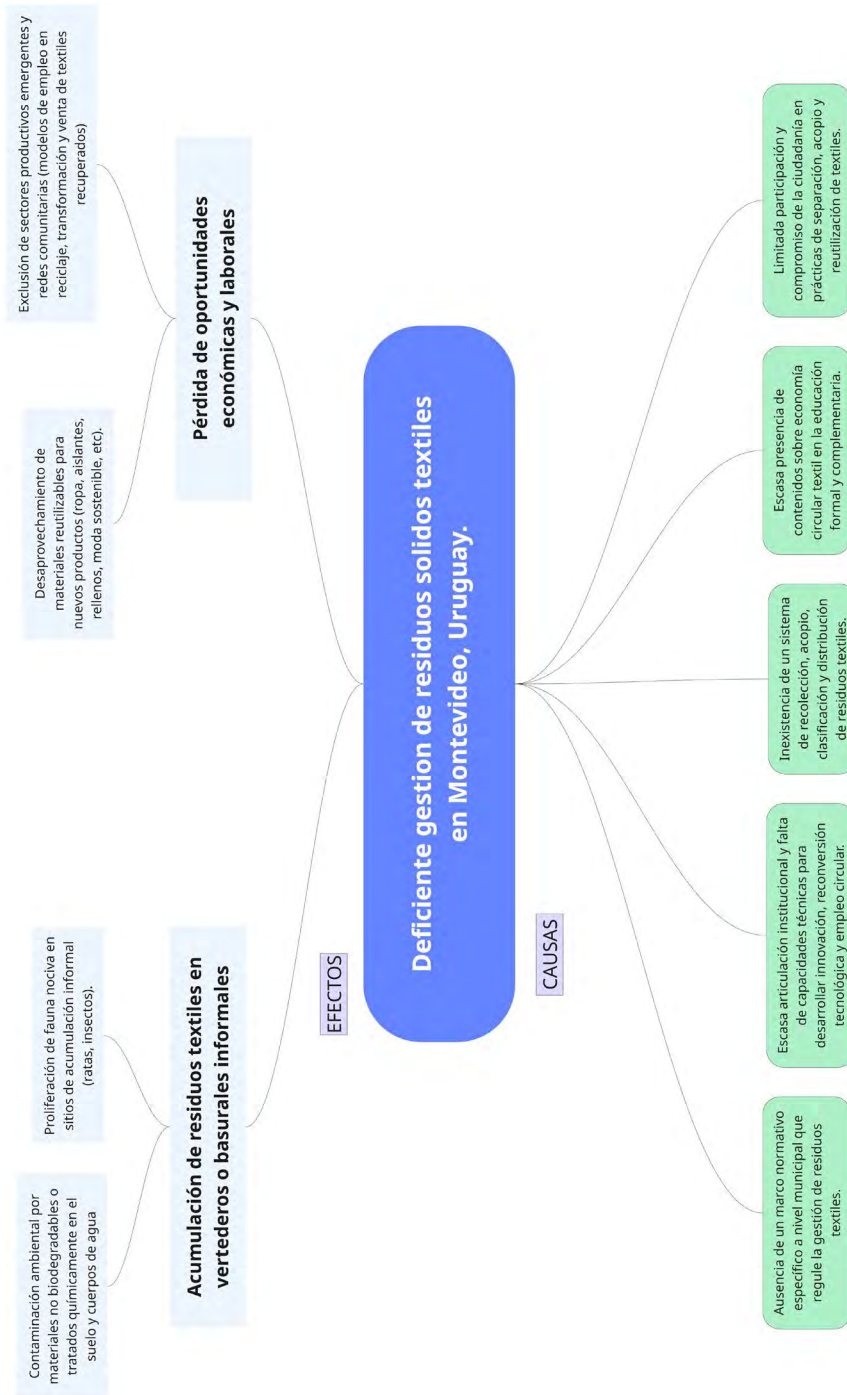 Contaminación ambiental por
materiales no biodegradables o
tratados químicamente en el
suelo y cuerpos de agua
Proliferación de fauna nociva en
sitios de acumulación informal
(ratas, insectos).
Desaprovechamiento de
materiales reutilizables para
nuevos productos (ropa, aislantes,
rellenos, moda sostenible, etc).
Exclusión de sectores productivos emergentes y
redes comunitarias (modelos de empleo en
reciclaje, transformación y venta de textiles
recuperados)
Acumulación de residuos textiles en
vertederos o basurales informales
Pérdida de oportunidades
económicas y laborales
EFECTOS
Deficiente gestion de residuos solidos textiles
en Montevideo, Uruguay.
CAUSAS
Ausencia de un marco normativo
específico a nivel municipal que
regule la gestión de residuos
textiles.
Escasa articulación institucional y falta
de capacidades técnicas para
desarrollar innovación, reconversión
tecnológica y empleo circular.
Inexistencia de un sistema
de recolección, acopio,
clasificación y distribución
de residuos textiles.
Escasa presencia de
contenidos sobre economía
circular textil en la educación
formal y complementaria.
Limitada participación y
compromiso de la ciudadanía en
prácticas de separación, acopio y
reutilización de textiles.